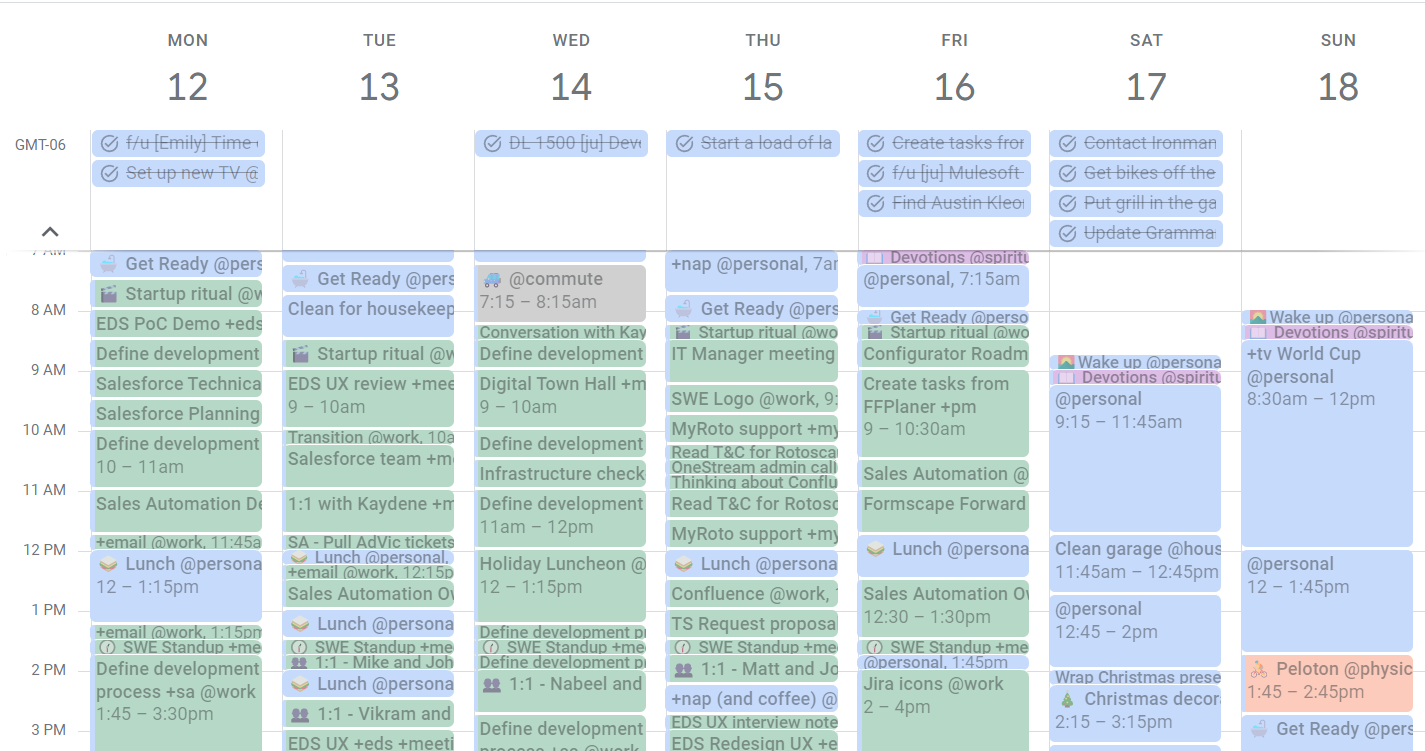 MON
12
TUE
13
WED
14
THU
15
FRI
16
SAT
17
SUN
18
GMT-06
f/u [Emily] Time
Set up new TV @
DL 1500 [ju] Dev
Start a load of la
Create tasks fro
f/u [ju] Mulesoft
Find Austin Kleo
Contact Ironman
Get bikes off the
Put grill in the ga
Update Gramma
7 AM
8 AM
9 AM
10 AM
11 AM
12 PM
1 PM
2 PM
3 PM
Get Ready @pers
Startup ritual @w
EDS PoC Demo +eds
Define development
Salesforce Technica
Salesforce Planning
Define development
10 – 11am
Sales Automation De
+email @work, 11:45a
Lunch @persona
12 – 1:15pm
+email @work, 1:15pm
SWE Standup +me
Define development
process +sa @work
1:45 – 3:30pm
Get Ready @pers
Clean for housekeep
Startup ritual @w
EDS UX review +mee
9 – 10am
Transition @work, 10a
Salesforce team +m
1:1 with Kaydene +m
SA - Pull AdVic tickets
Lunch @personal,
+email @work, 12:15p
Sales Automation Ov
Lunch @persona
SWE Standup +me
1:1 - Mike and Joh
Lunch @persona
1:1 - Vikram and
EDS UX +eds +meeti
@commute
7:15 – 8:15am
Conversation with Kay
Define development
Digital Town Hall +m
9 – 10am
Define development
Infrastructure check
Define development
11am – 12pm
Holiday Luncheon @
12 – 1:15pm
Define development pr
SWE Standup +me
Define development pr
1:1 - Nabeel and
Define development
process +sa @work
+nap @personal, 7ar
Get Ready @perso
Startup ritual @wo
IT Manager meeting
SWE Logo @work, 9:
MyRoto support +my
Read T&C for Rotosca
OneStream admin call
Thinking about Conflu
Read T&C for Rotosc
MyRoto support +my
Lunch @persona
Confluence @work,
TS Request proposa
SWE Standup +me
1:1 - Matt and Jo
+nap (and coffee) @
EDS UX interview note
EDS Redesign UX +e
Devotions @spiritu
@personal, 7:15am
Get Ready @perso
Startup ritual @wo
Configurator Roadm
Create tasks from
FFPlaner +pm
9 – 10:30am
Sales Automation @
Formscape Forward
Lunch @persona
Sales Automation Ov
12:30 – 1:30pm
SWE Standup +me
@personal, 1:45pm
Jira icons @work
2 – 4pm
Wake up @persona
Devotions @spiritu
@personal
9:15 – 11:45am
Clean garage @hous
11:45am – 12:45pm
@personal
12:45 – 2pm
Wrap Christmas prese
Christmas decor
2:15 – 3:15pm
Wake up @persona
Devotions @spiritu
+tv World Cup
@personal
8:30am – 12pm
@personal
12 – 1:45pm
Peloton @physic
1:45 – 2:45pm
Get Ready @pers